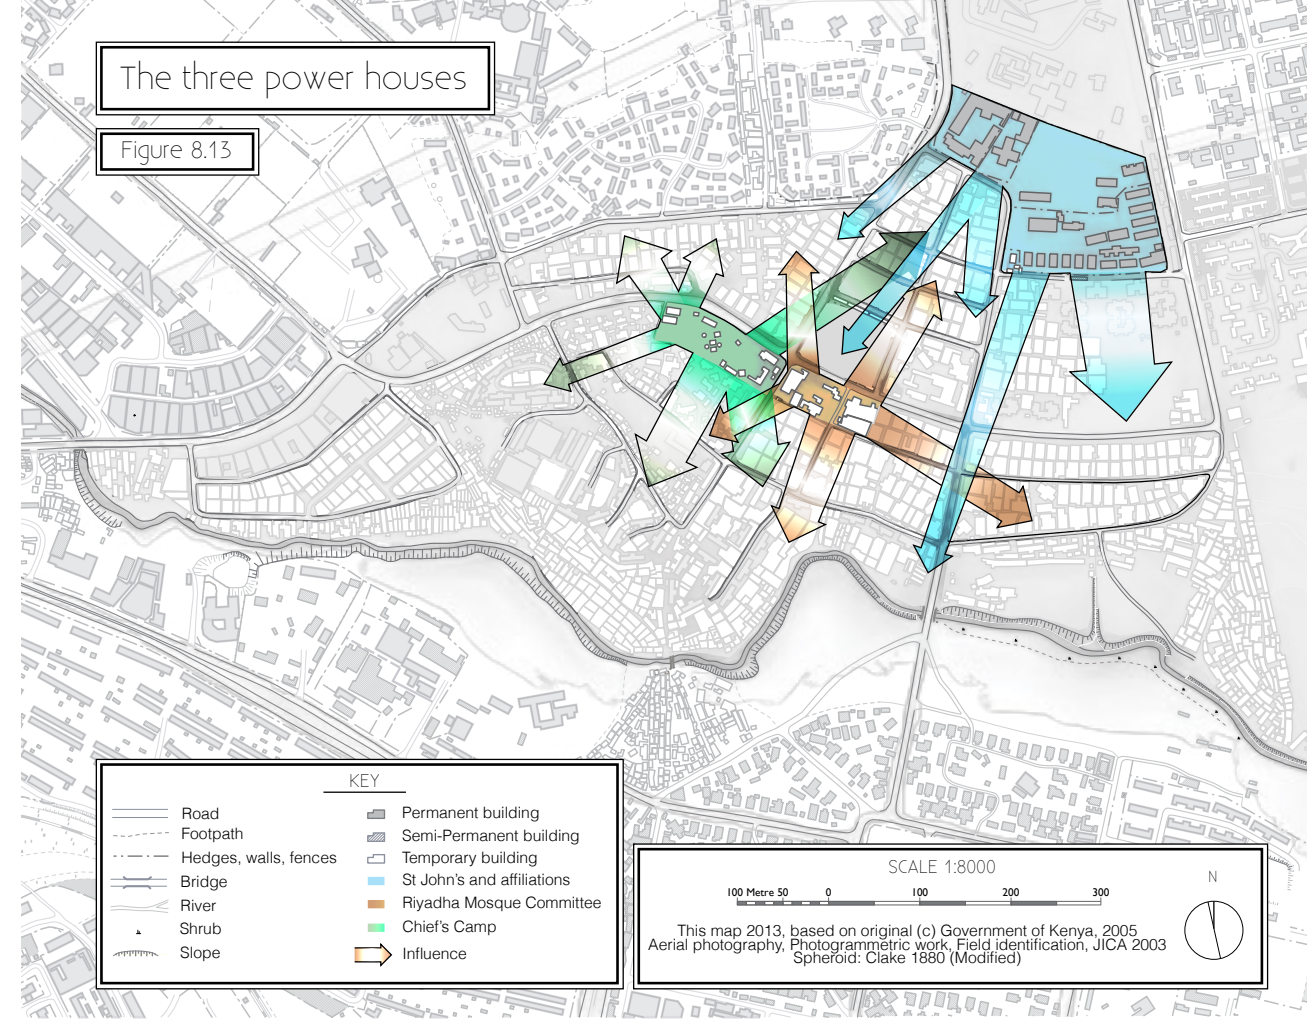 The three power houses
Figure 8.13
KEY
Road
Footpath
Hedges, walls, fences
Bridge
River
Shrub
Slope
Permanent building
Semi-Permanent building
Temporary building
St John's and affiliations
Riyadha Mosque Committee
Chief's Camp
Influence
SCALE 1:8000
100 Metre 50 0 100 200 300
This map 2013, based on original (c) Government of Kenya, 2005
Aerial photography, Photogrammetric work, Field identification, JICA 2003
Spheroid: Clake 1880 (Modified)
N